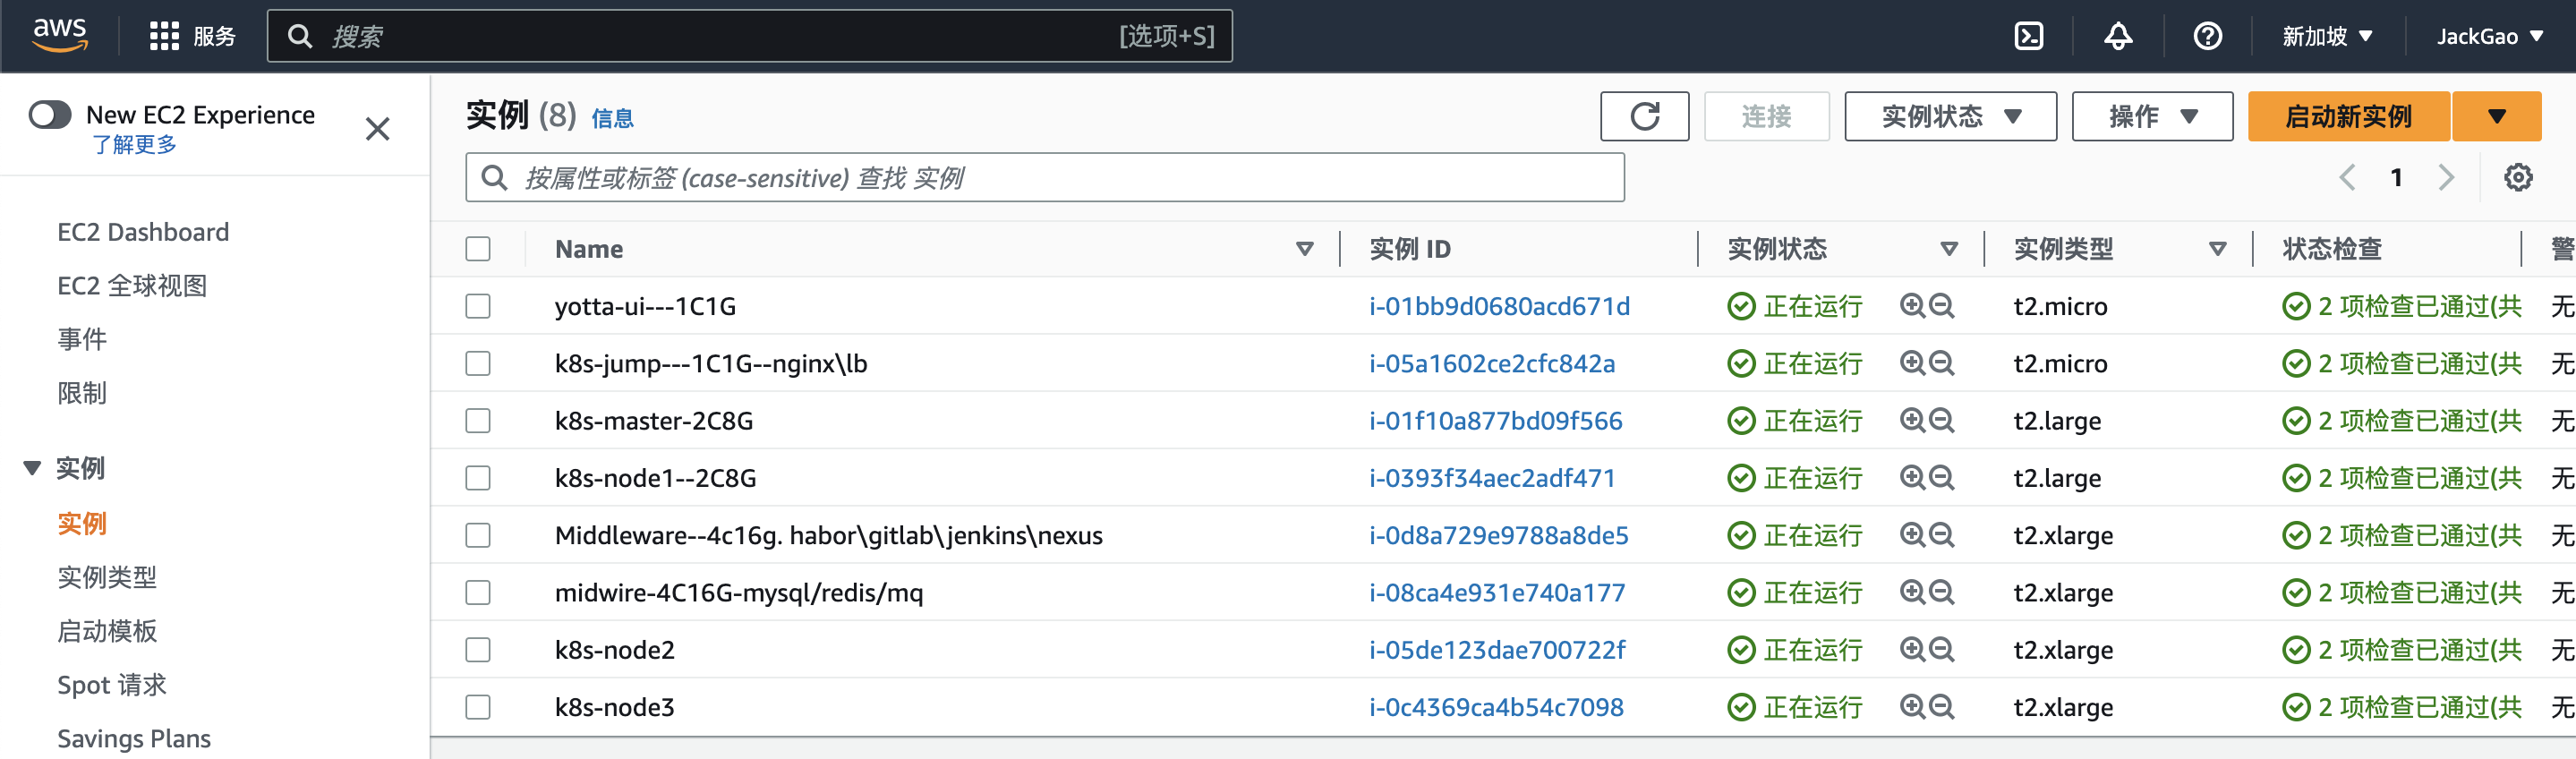 aws 服务 搜索 [选项+S] 新加坡 JackGao
New EC2 Experience
了解更多
EC2 Dashboard
EC2 全球视图
事件
限制
实例
实例
实例类型
启动模板
Spot 请求
Savings Plans
实例 (8) 信息 连接 实例状态 操作 启动新实例
按属性或标签 (case-sensitive) 查找 实例 1
Name 实例 ID 实例状态 实例类型 状态检查 警
yotta-ui---1C1G i-01bb9d0680acd671d 正在运行 t2.micro 2 项检查已通过(共 无
k8s-jump---1C1G--nginx\lb i-05a1602ce2cfc842a 正在运行 t2.micro 2 项检查已通过(共 无
k8s-master-2C8G i-01f10a877bd09f566 正在运行 t2.large 2 项检查已通过(共 无
k8s-node1--2C8G i-0393f34aec2adf471 正在运行 t2.large 2 项检查已通过(共 无
Middleware--4c16g. habor\gitlab\jenkins\nexus i-0d8a729e9788a8de5 正在运行 t2.xlarge 2 项检查已通过(共 无
midwire-4C16G-mysql/redis/mq i-08ca4e931e740a177 正在运行 t2.xlarge 2 项检查已通过(共 无
k8s-node2 i-05de123dae700722f 正在运行 t2.xlarge 2 项检查已通过(共 无
k8s-node3 i-0c4369ca4b54c7098 正在运行 t2.xlarge 2 项检查已通过(共 无